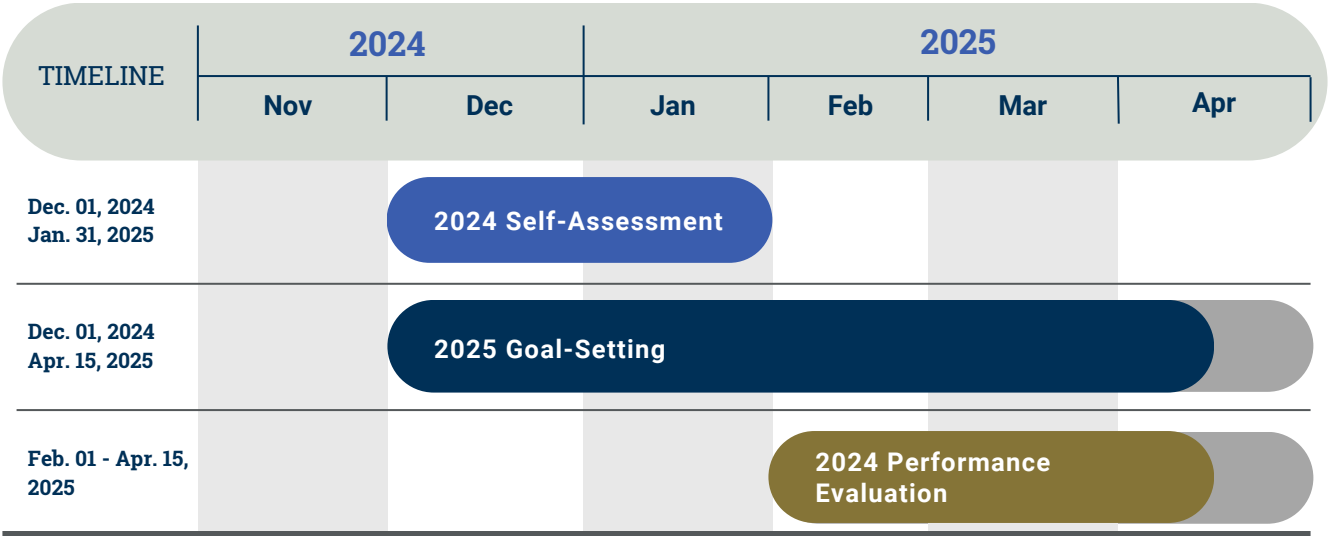 2024
2025
TIMELINE
Nov
Dec
Jan
Feb
Mar
Apr
Dec. 01, 2024
Jan. 31, 2025
2024 Self-Assessment
Dec. 01, 2024
Apr. 15, 2025
2025 Goal-Setting
Feb. 01 - Apr. 15,
2025
2024 Performance
Evaluation